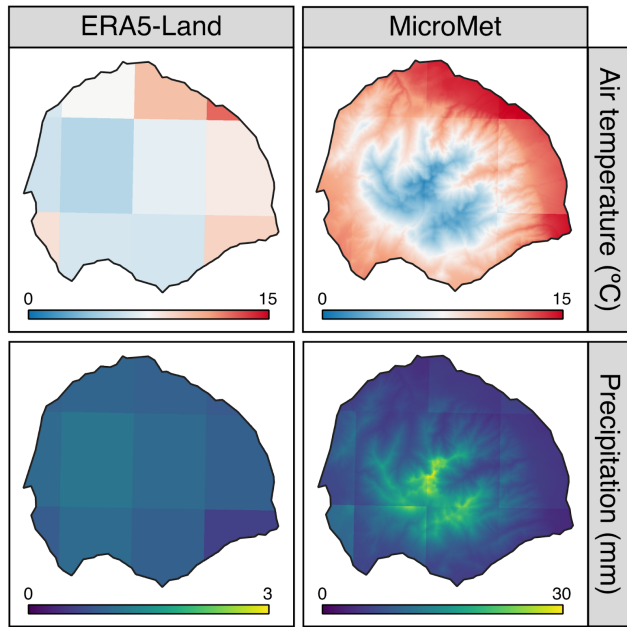 ERA5-Land
MicroMet
Air temperature (°C)
0
15
0
15
Precipitation (mm)
0
3
0
30